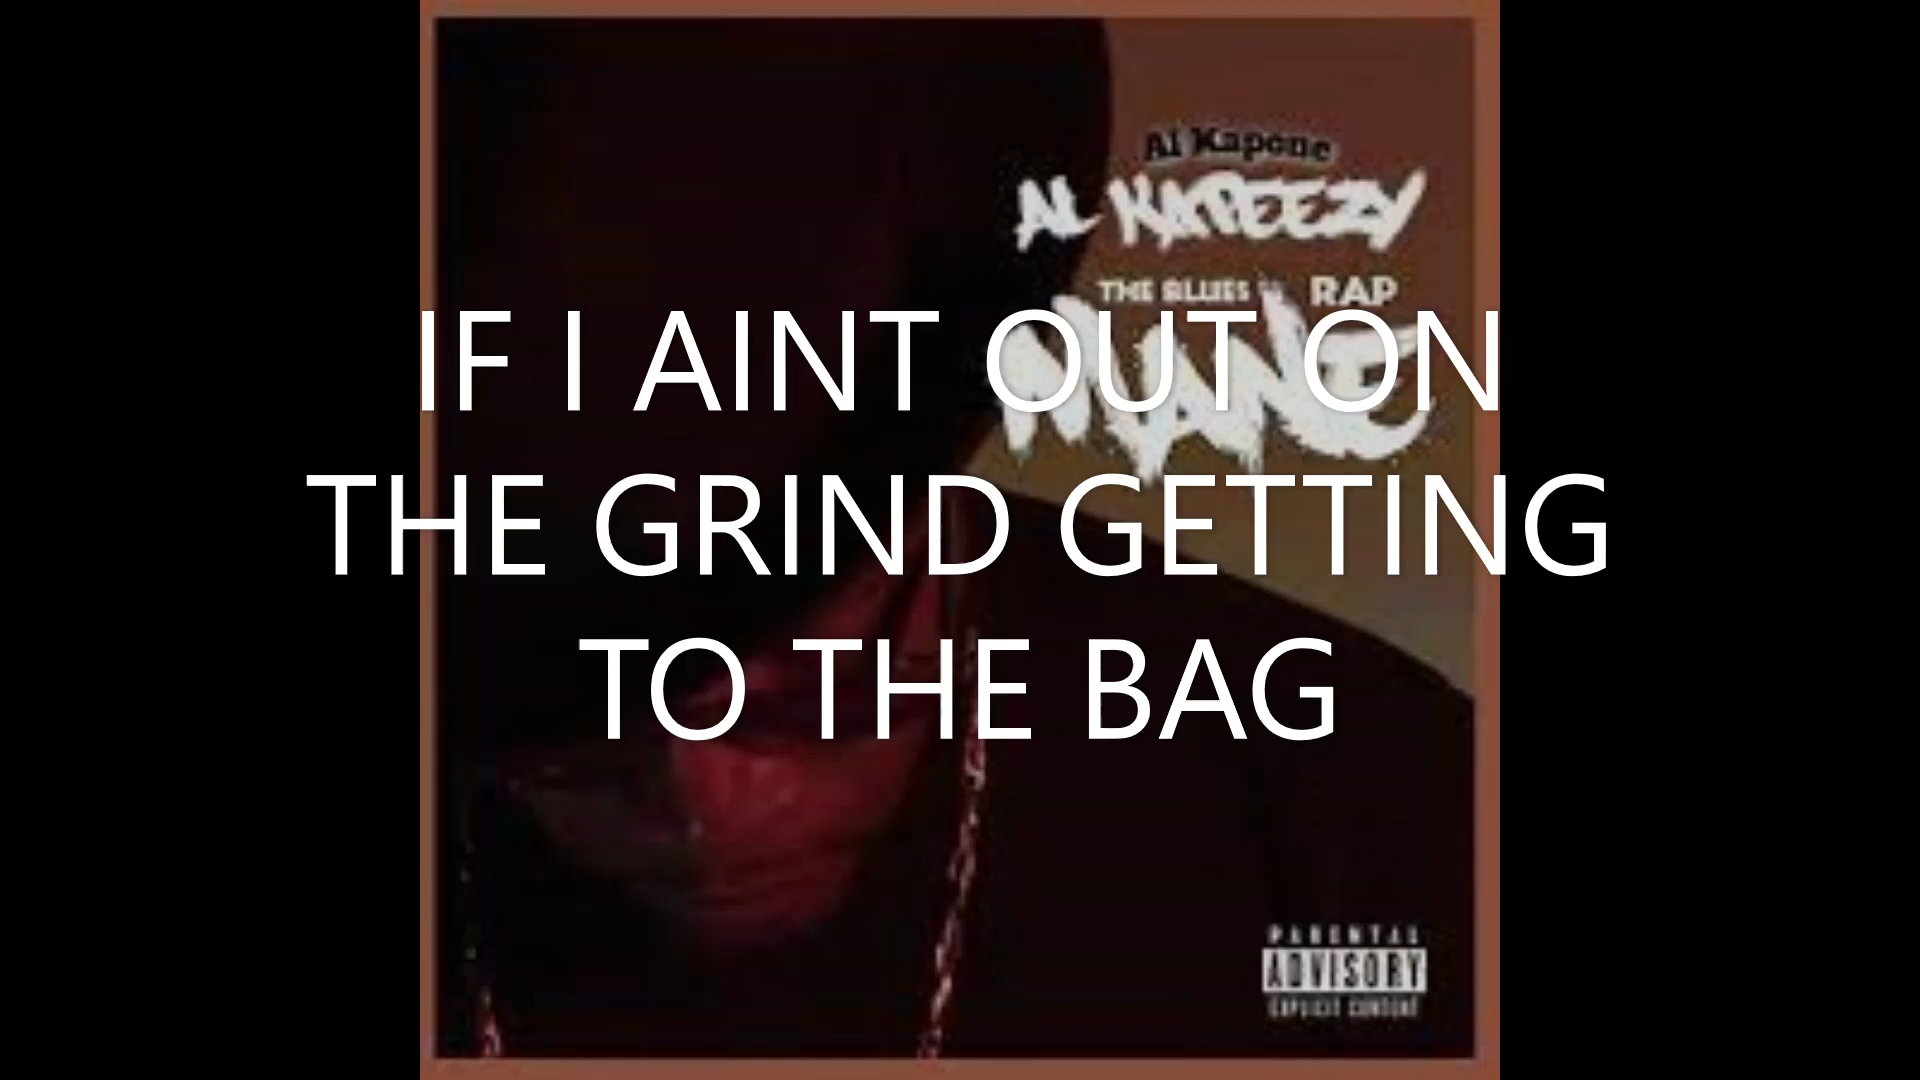 Al Kapone
AL KAPEEZY
THE BLUES RAP
MANE
IF I AINT OUT ON
THE GRIND GETTING
TO THE BAG
PARENTAL
ADVISORY
EXPLICIT CONTENT